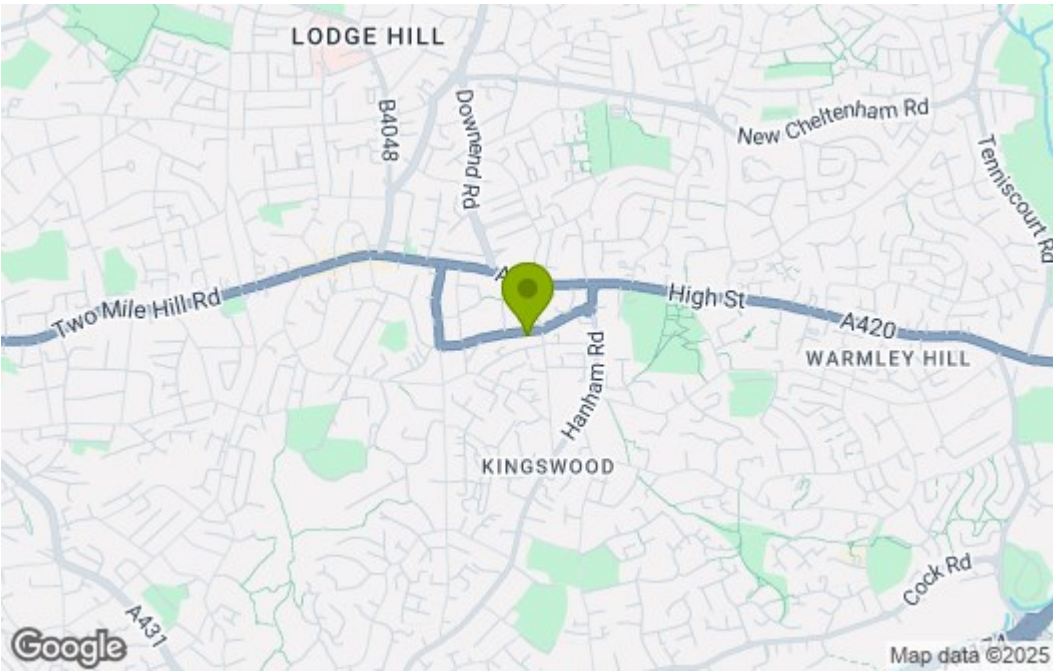 LODGE HILL
B4048
Downend Rd
New Cheltenham Rd
Tenniscourt Rd
Two Mile Hill Rd
High St
A420
WARMLEY HILL
Hanham Rd
KINGSWOOD
Cock Rd
A431
Google
Map data ©2025